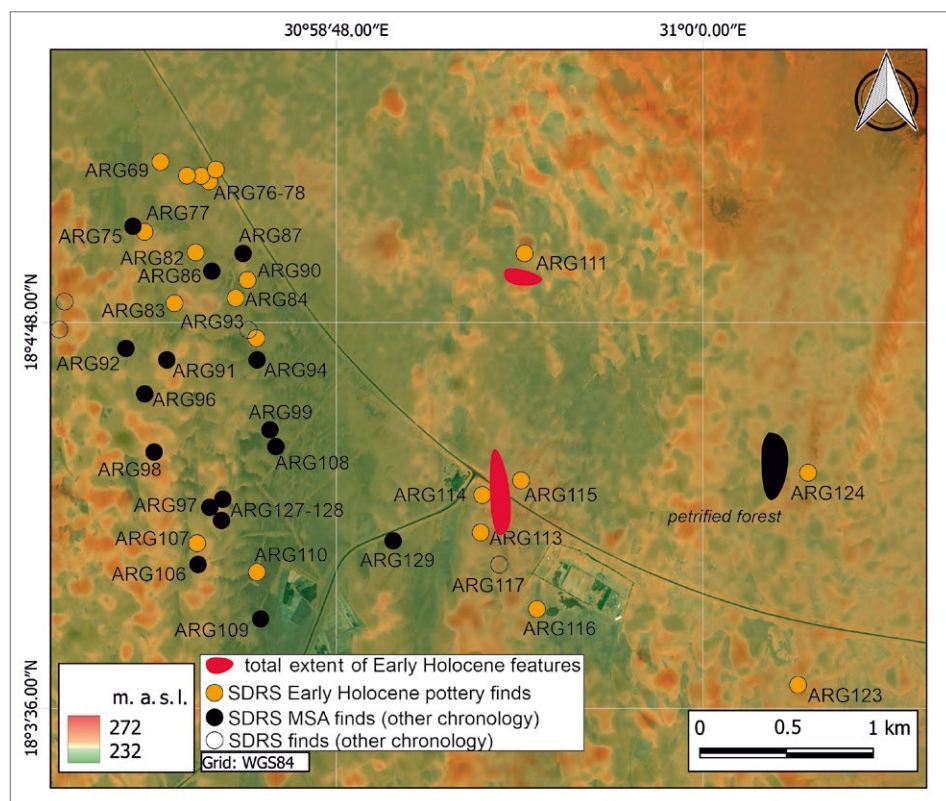 30°58′48.00″E
31°0′0.00″E
ARG69
ARG76-78
ARG77
ARG75
ARG87
ARG82
ARG86
ARG90
ARG111
ARG84
ARG83
ARG93
18°4′48.00″N
ARG92
ARG91
ARG94
ARG96
ARG99
ARG108
ARG98
ARG114
ARG115
ARG124
ARG97
ARG127-128
petrified forest
ARG107
ARG113
ARG106
ARG110
ARG129
ARG117
ARG109
ARG116
ARG123
18°3′36.00″N
m. a. s. l.
272
232
total extent of Early Holocene features
SDRS Early Holocene pottery finds
SDRS MSA finds (other chronology)
SDRS finds (other chronology)
Grid: WGS84
0 0.5 1 km